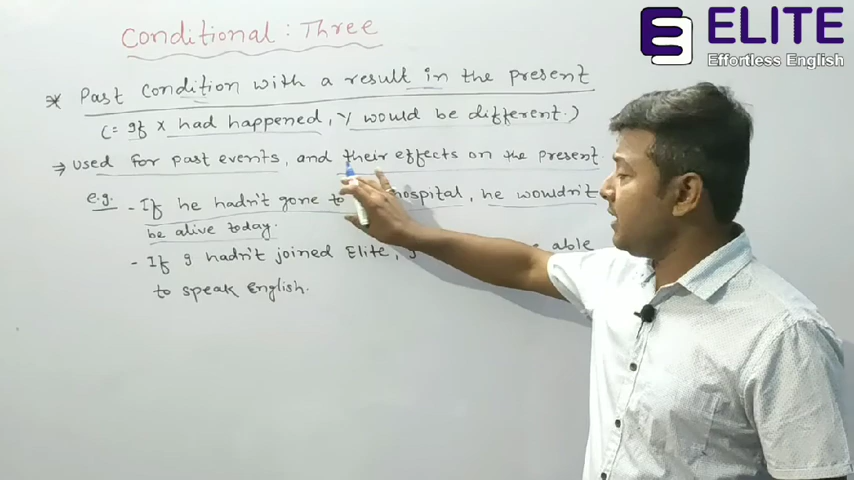 Conditional : Three
ELITE
Effortless English
* Past Condition with a result in the present
(= If X had happened, Y would be different.)
⇒ Used for past events, and their effects on the present.
e.g. - If he hadn't gone to hospital, he wouldn't
be alive today.
- If I hadn't joined Elite, able
to speak English.